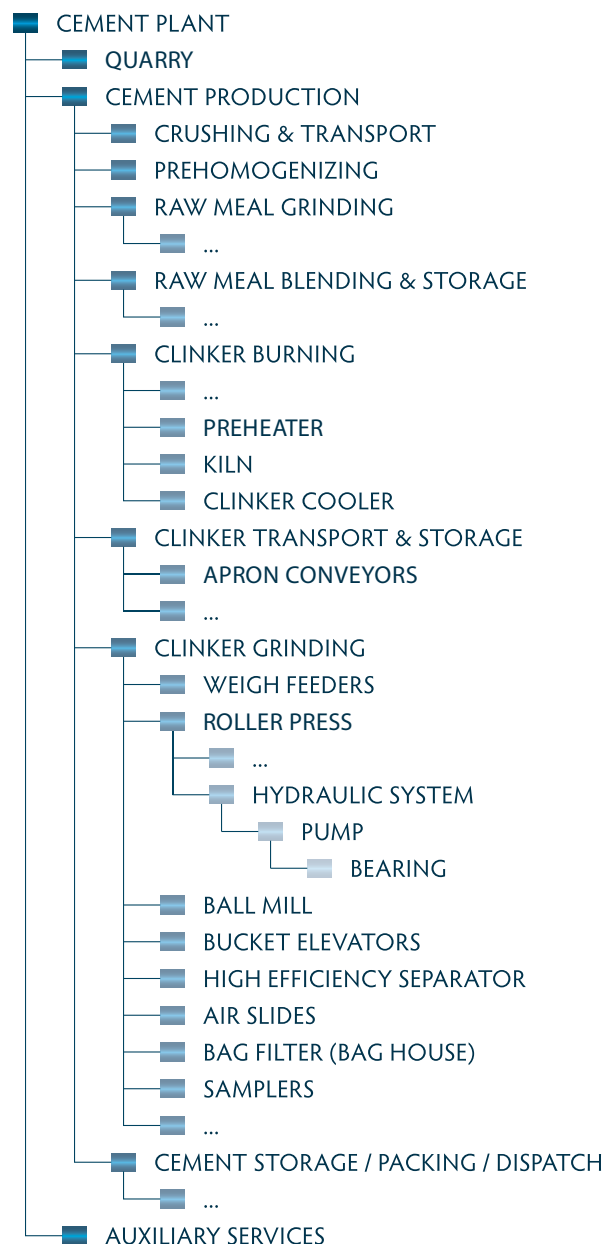 CEMENT PLANT
QUARRY
CEMENT PRODUCTION
CRUSHING & TRANSPORT
PREHOMOGENIZING
RAW MEAL GRINDING
...
RAW MEAL BLENDING & STORAGE
...
CLINKER BURNING
...
PREHEATER
KILN
CLINKER COOLER
CLINKER TRANSPORT & STORAGE
APRON CONVEYORS
...
CLINKER GRINDING
WEIGH FEEDERS
ROLLER PRESS
...
HYDRAULIC SYSTEM
PUMP
BEARING
BALL MILL
BUCKET ELEVATORS
HIGH EFFICIENCY SEPARATOR
AIR SLIDES
BAG FILTER (BAG HOUSE)
SAMPLERS
...
CEMENT STORAGE / PACKING / DISPATCH
...
AUXILIARY SERVICES